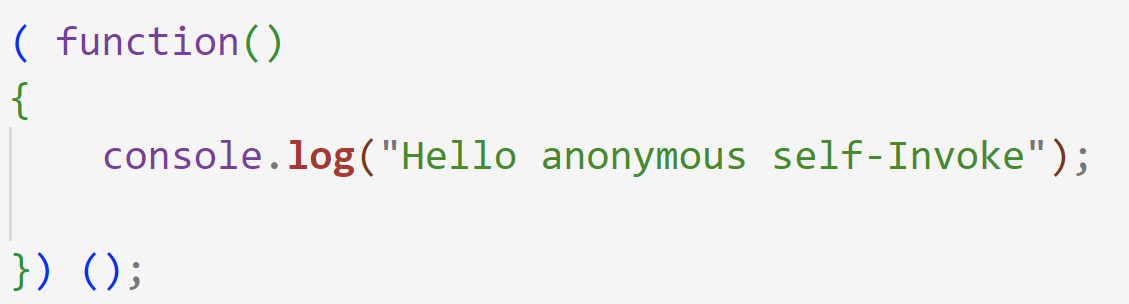 ( function()
{
    console.log("Hello anonymous self-Invoke");
}) ();